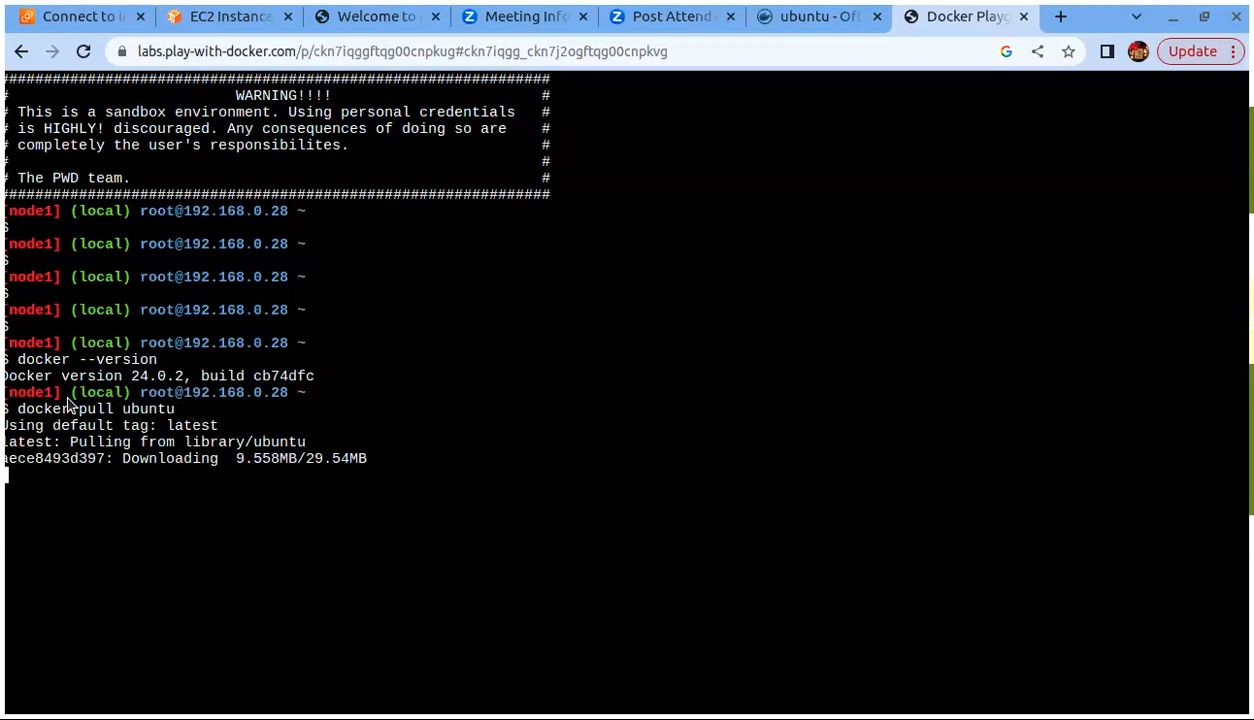 Connect to i
EC2 Instance
Welcome to
Meeting Info
Post Attend
ubuntu - Off
Docker Playg
labs.play-with-docker.com/p/ckn7iqggftqg00cnpkug#ckn7iqgg_ckn7j2ogftqg00cnpkvg
Update
################################################################
# WARNING!!!! #
# This is a sandbox environment. Using personal credentials #
# is HIGHLY! discouraged. Any consequences of doing so are #
# completely the user's responsibilites. #
# #
# The PWD team. #
################################################################
[node1] (local) root@192.168.0.28 ~
$
[node1] (local) root@192.168.0.28 ~
$
[node1] (local) root@192.168.0.28 ~
$
[node1] (local) root@192.168.0.28 ~
$
[node1] (local) root@192.168.0.28 ~
$ docker --version
Docker version 24.0.2, build cb74dfc
[node1] (local) root@192.168.0.28 ~
$ docker pull ubuntu
Using default tag: latest
latest: Pulling from library/ubuntu
aece8493d397: Downloading 9.558MB/29.54MB